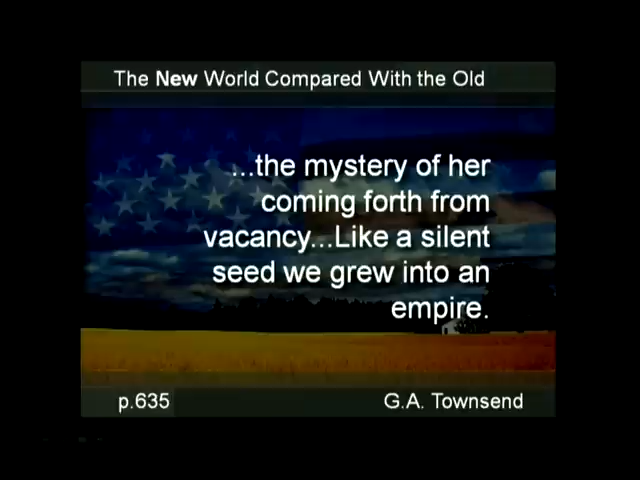 The New World Compared With the Old
...the mystery of her
coming forth from
vacancy...Like a silent
seed we grew into an
empire.
p.635
G.A. Townsend